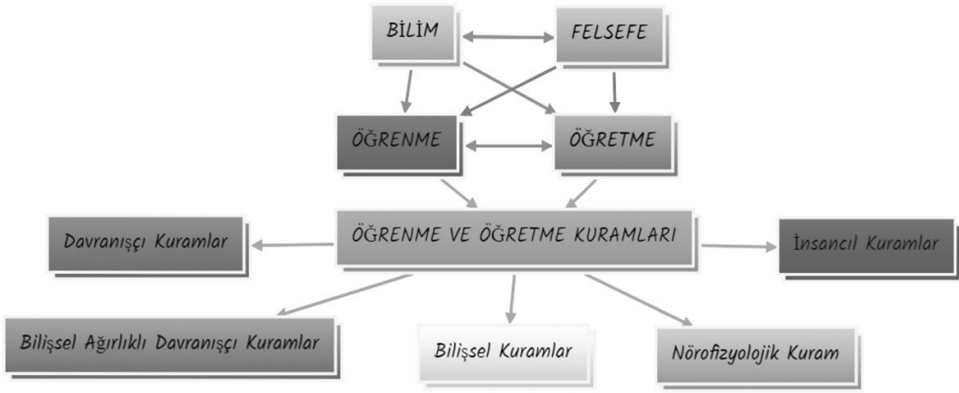 BİLİM
FELSEFE
ÖĞRENME
ÖĞRETME
ÖĞRENME VE ÖĞRETME KURAMLARI
Davranışçı Kuramlar
İnsancıl Kuramlar
Bilişsel Ağırlıklı Davranışçı Kuramlar
Bilişsel Kuramlar
Nörofizyolojik Kuram